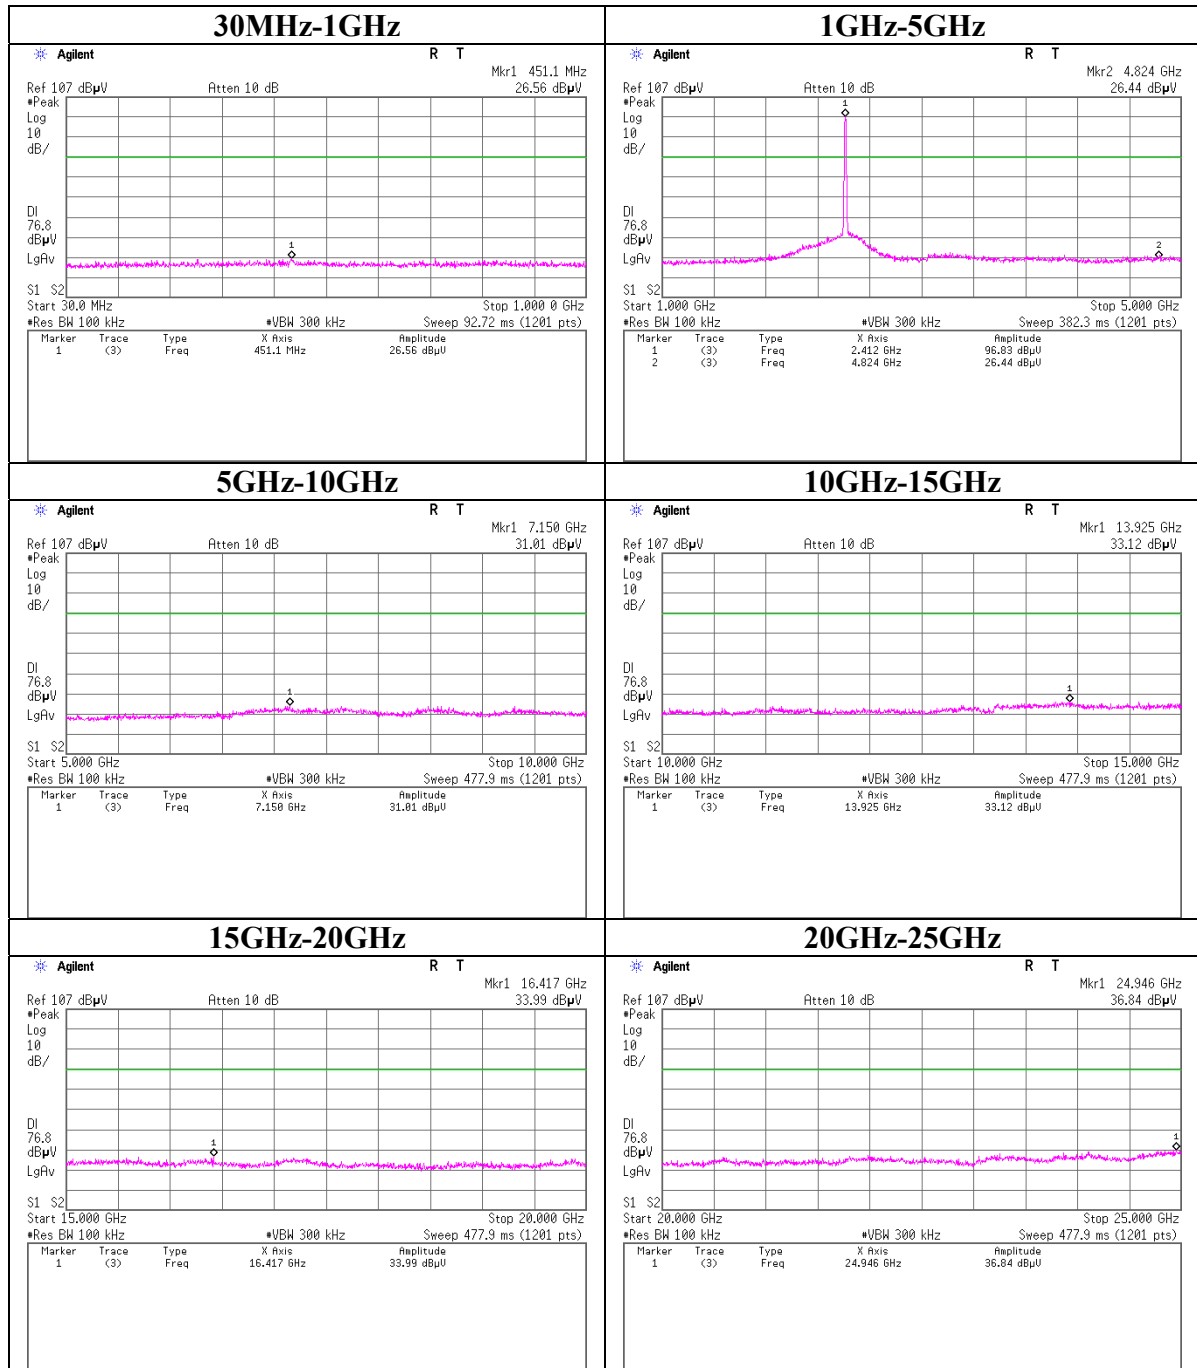 30MHz-1GHz
Agilent R T
Mkr1 451.1 MHz
Ref 107 dBµV Atten 10 dB 26.56 dBµV
#Peak
Log
10
dB/
DI
76.8
dBµV
LgAv
1
S1 S2
Start 30.0 MHz Stop 1.000 0 GHz
#Res BW 100 kHz #VBW 300 kHz Sweep 92.72 ms (1201 pts)
Marker Trace Type X Axis Amplitude
1 (3) Freq 451.1 MHz 26.56 dBµV
1GHz-5GHz
Agilent R T
Mkr2 4.824 GHz
Ref 107 dBµV Atten 10 dB 26.44 dBµV
#Peak
Log
10
dB/
1
DI
76.8
dBµV
LgAv
2
S1 S2
Start 1.000 GHz Stop 5.000 GHz
#Res BW 100 kHz #VBW 300 kHz Sweep 382.3 ms (1201 pts)
Marker Trace Type X Axis Amplitude
1 (3) Freq 2.412 GHz 96.83 dBµV
2 (3) Freq 4.824 GHz 26.44 dBµV
5GHz-10GHz
Agilent R T
Mkr1 7.150 GHz
Ref 107 dBµV Atten 10 dB 31.01 dBµV
#Peak
Log
10
dB/
DI
76.8
dBµV
LgAv
1
S1 S2
Start 5.000 GHz Stop 10.000 GHz
#Res BW 100 kHz #VBW 300 kHz Sweep 477.9 ms (1201 pts)
Marker Trace Type X Axis Amplitude
1 (3) Freq 7.150 GHz 31.01 dBµV
10GHz-15GHz
Agilent R T
Mkr1 13.925 GHz
Ref 107 dBµV Atten 10 dB 33.12 dBµV
#Peak
Log
10
dB/
DI
76.8
dBµV
LgAv
1
S1 S2
Start 10.000 GHz Stop 15.000 GHz
#Res BW 100 kHz #VBW 300 kHz Sweep 477.9 ms (1201 pts)
Marker Trace Type X Axis Amplitude
1 (3) Freq 13.925 GHz 33.12 dBµV
15GHz-20GHz
Agilent R T
Mkr1 16.417 GHz
Ref 107 dBµV Atten 10 dB 33.99 dBµV
#Peak
Log
10
dB/
DI
76.8
dBµV
LgAv
1
S1 S2
Start 15.000 GHz Stop 20.000 GHz
#Res BW 100 kHz #VBW 300 kHz Sweep 477.9 ms (1201 pts)
Marker Trace Type X Axis Amplitude
1 (3) Freq 16.417 GHz 33.99 dBµV
20GHz-25GHz
Agilent R T
Mkr1 24.946 GHz
Ref 107 dBµV Atten 10 dB 36.84 dBµV
#Peak
Log
10
dB/
DI
76.8
dBµV
LgAv
1
S1 S2
Start 20.000 GHz Stop 25.000 GHz
#Res BW 100 kHz #VBW 300 kHz Sweep 477.9 ms (1201 pts)
Marker Trace Type X Axis Amplitude
1 (3) Freq 24.946 GHz 36.84 dBµV